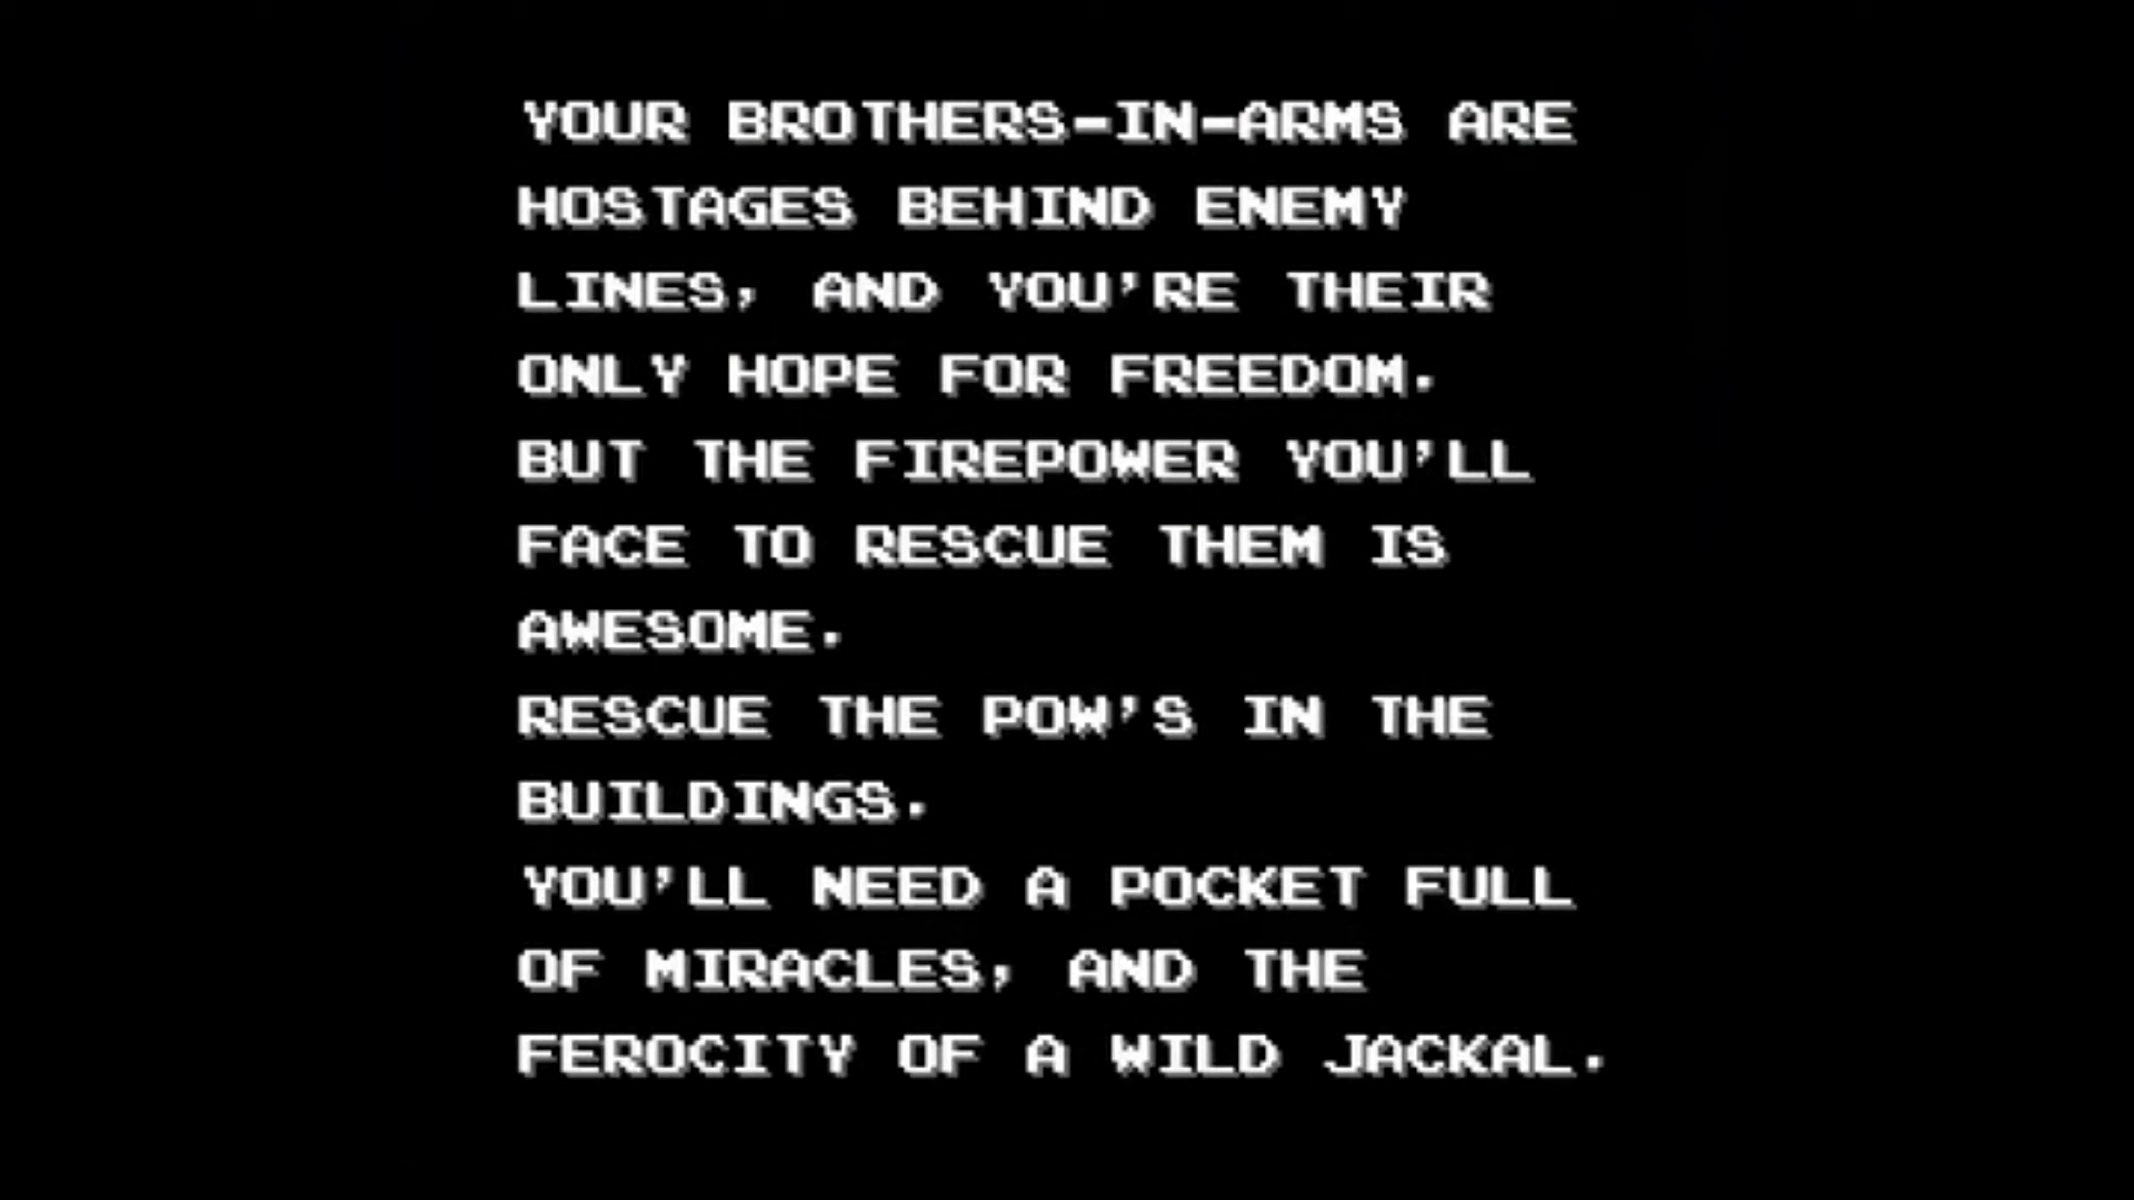 YOUR BROTHERS-IN-ARMS ARE
HOSTAGES BEHIND ENEMY
LINES, AND YOU'RE THEIR
ONLY HOPE FOR FREEDOM.
BUT THE FIREPOWER YOU'LL
FACE TO RESCUE THEM IS
AWESOME.
RESCUE THE POW'S IN THE
BUILDINGS.
YOU'LL NEED A POCKET FULL
OF MIRACLES, AND THE
FEROCITY OF A WILD JACKAL.